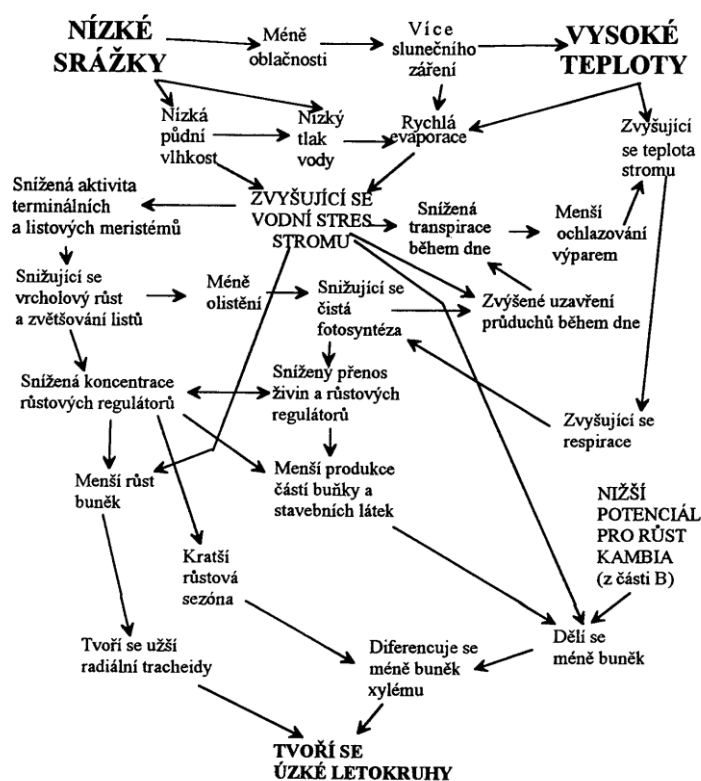 NÍZKÉ
SRÁŽKY
Méně
oblačnosti
Více
slunečního
záření
VYSOKÉ
TEPLOTY
Nízká
půdní
vlhkost
Nízký
tlak
vody
Rychlá
evaporace
Zvyšující
se teplota
stromu
Snížená aktivita
terminálních
a listových meristémů
ZVYŠUJÍCÍ SE
VODNÍ STRES
STROMU
Snížená
transpirace
během dne
Menší
ochlazování
výparem
Snižující se
vrcholový růst
a zvětšování listů
Méně
olistění
Snižující se
čistá
fotosyntéza
Zvýšené uzavření
průduchů během dne
Snížená koncentrace
růstových regulátorů
Snížený přenos
živin a růstových
regulátorů
Zvyšující se
respirace
Menší růst
buněk
Menší produkce
částí buňky a
stavebních látek
NIŽŠÍ
POTENCIÁL
PRO RŮST
KAMBIA
(z části B)
Kratší
růstová
sezóna
Tvoří se užší
radiální tracheidy
Diferencuje se
méně buněk
xylému
Dělí se
méně buněk
TVOŘÍ SE
ÚZKÉ LETOKRUHY